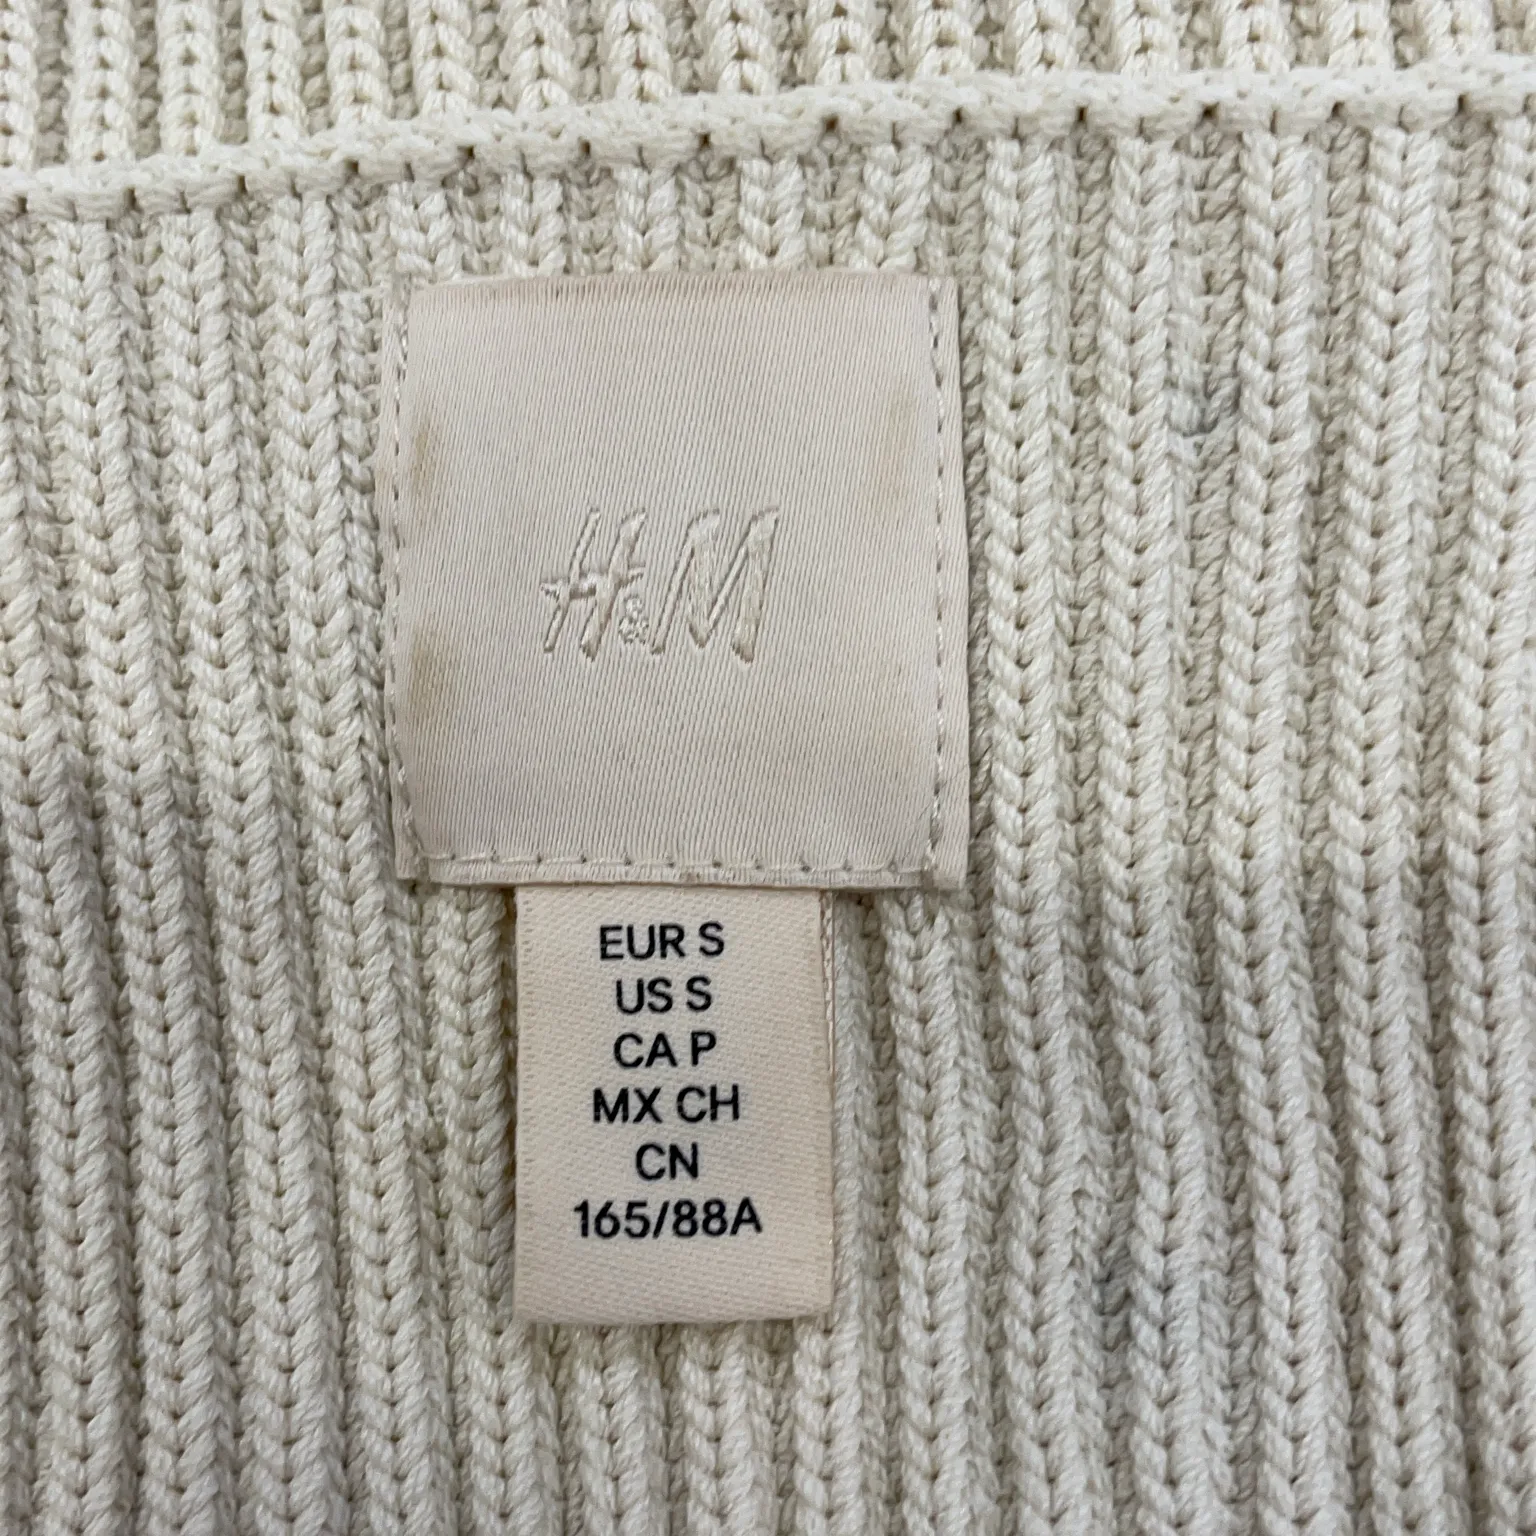 H&M
EUR S
US S
CA P
MX CH
CN
165/88A